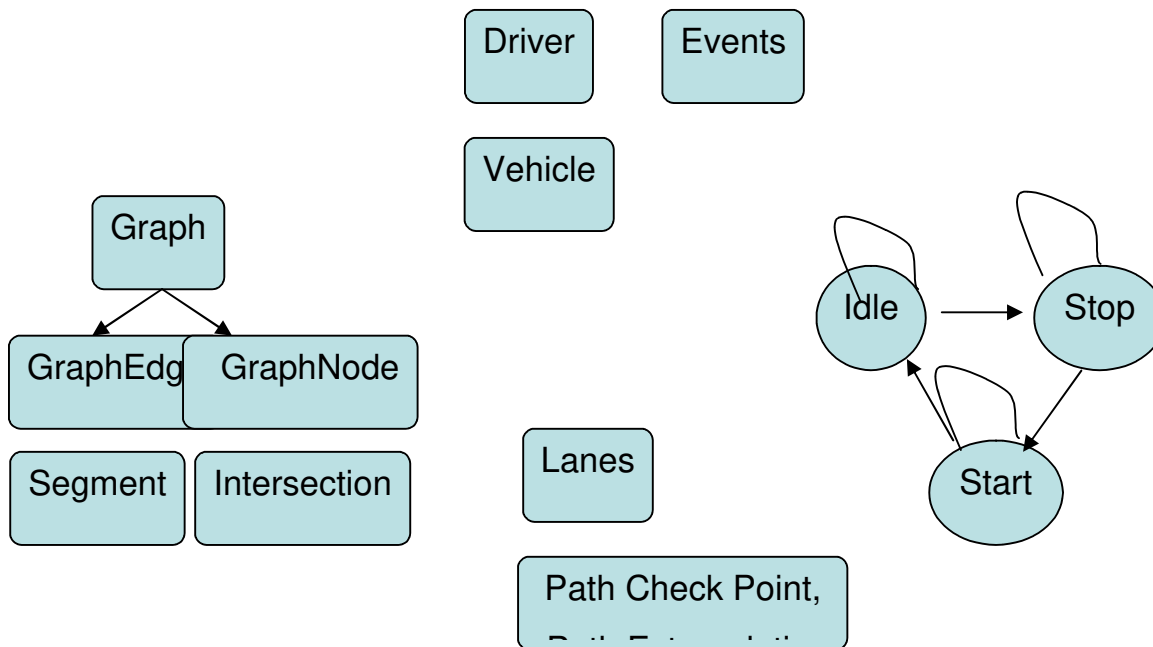 Driver
Events
Vehicle
Graph
Idle
Stop
GraphEdg
GraphNode
Lanes
Segment
Intersection
Start
Path Check Point,